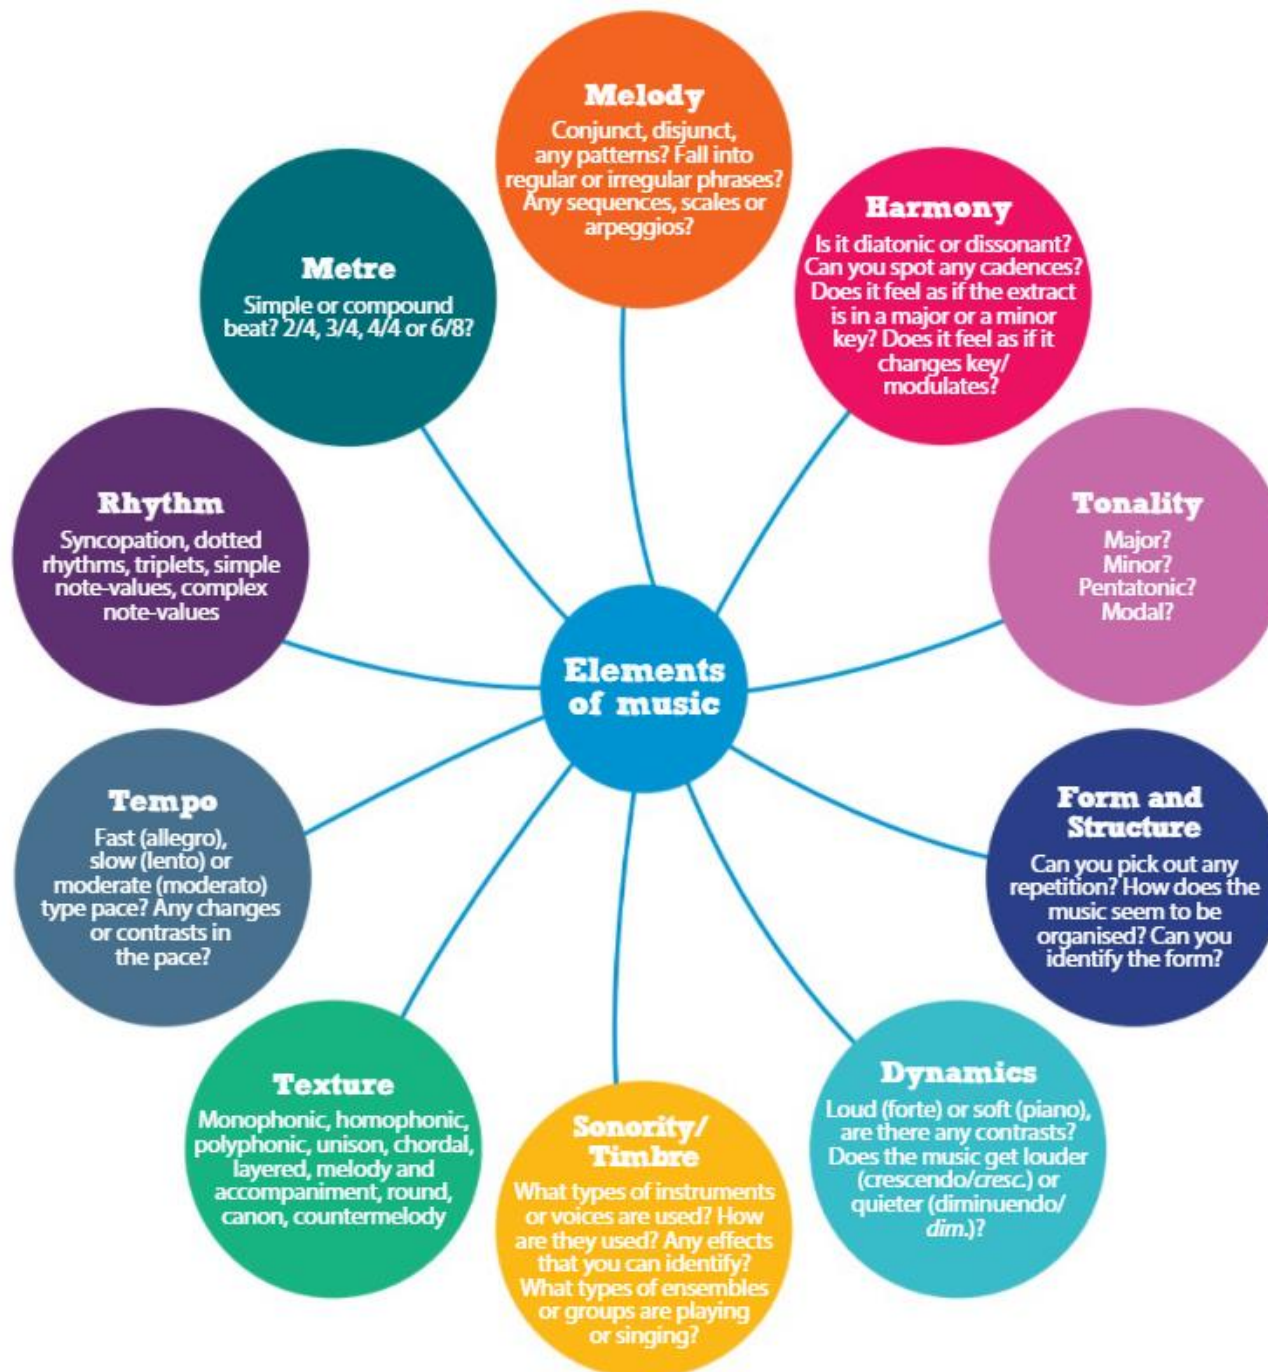 Melody
Conjunct, disjunct,
any patterns? Fall into
regular or irregular phrases?
Any sequences, scales or
arpeggios?
Harmony
Is it diatonic or dissonant?
Can you spot any cadences?
Does it feel as if the extract
is in a major or a minor
key? Does it feel as if it
changes key/
modulates?
Tonality
Major?
Minor?
Pentatonic?
Modal?
Form and
Structure
Can you pick out any
repetition? How does the
music seem to be
organised? Can you
identify the form?
Dynamics
Loud (forte) or soft (piano),
are there any contrasts?
Does the music get louder
(crescendo/cresc.) or
quieter (diminuendo/
dim.)?
Sonority/
Timbre
What types of instruments
or voices are used? How
are they used? Any effects
that you can identify?
What types of ensembles
or groups are playing
or singing?
Texture
Monophonic, homophonic,
polyphonic, unison, chordal,
layered, melody and
accompaniment, round,
canon, countermelody
Tempo
Fast (allegro),
slow (lento) or
moderate (moderato)
type pace? Any changes
or contrasts in
the pace?
Rhythm
Syncopation, dotted
rhythms, triplets, simple
note-values, complex
note-values
Metre
Simple or compound
beat? 2/4, 3/4, 4/4 or 6/8?
Elements
of music